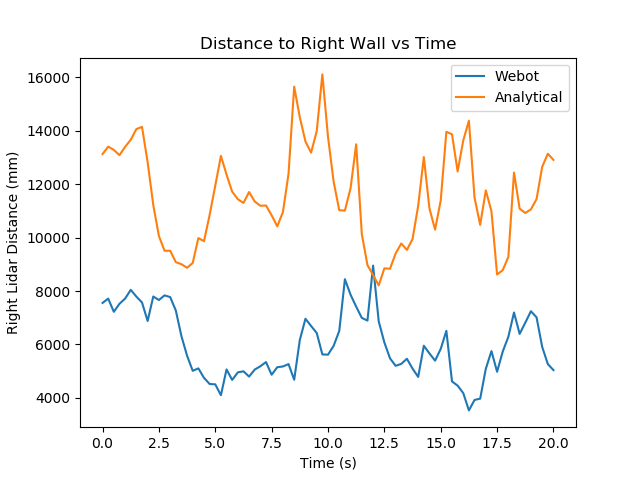 Distance to Right Wall vs Time
Webot
Analytical
Right Lidar Distance (mm)
16000
14000
12000
10000
8000
6000
4000
0.0 2.5 5.0 7.5 10.0 12.5 15.0 17.5 20.0
Time (s)